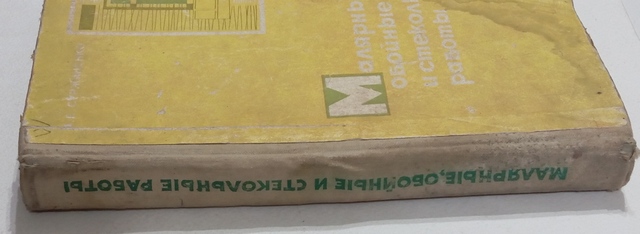 Малярные
обойные
и стекольные
работы
МАЛЯРНЫЕ, ОБОЙНЫЕ И СТЕКОЛЬНЫЕ РАБОТЫ